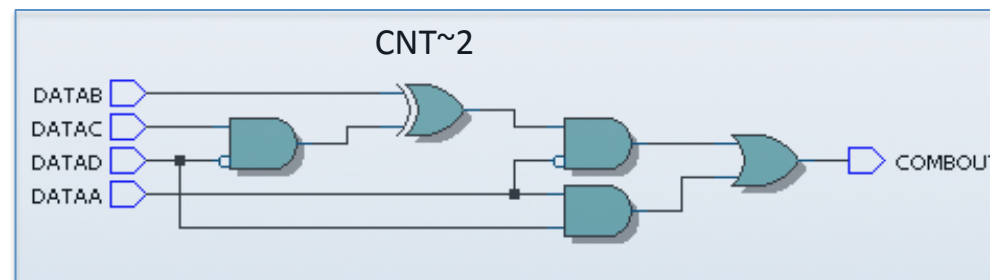 CNT~2
DATAB
DATAC
DATAD
DATAA
COMBOUT